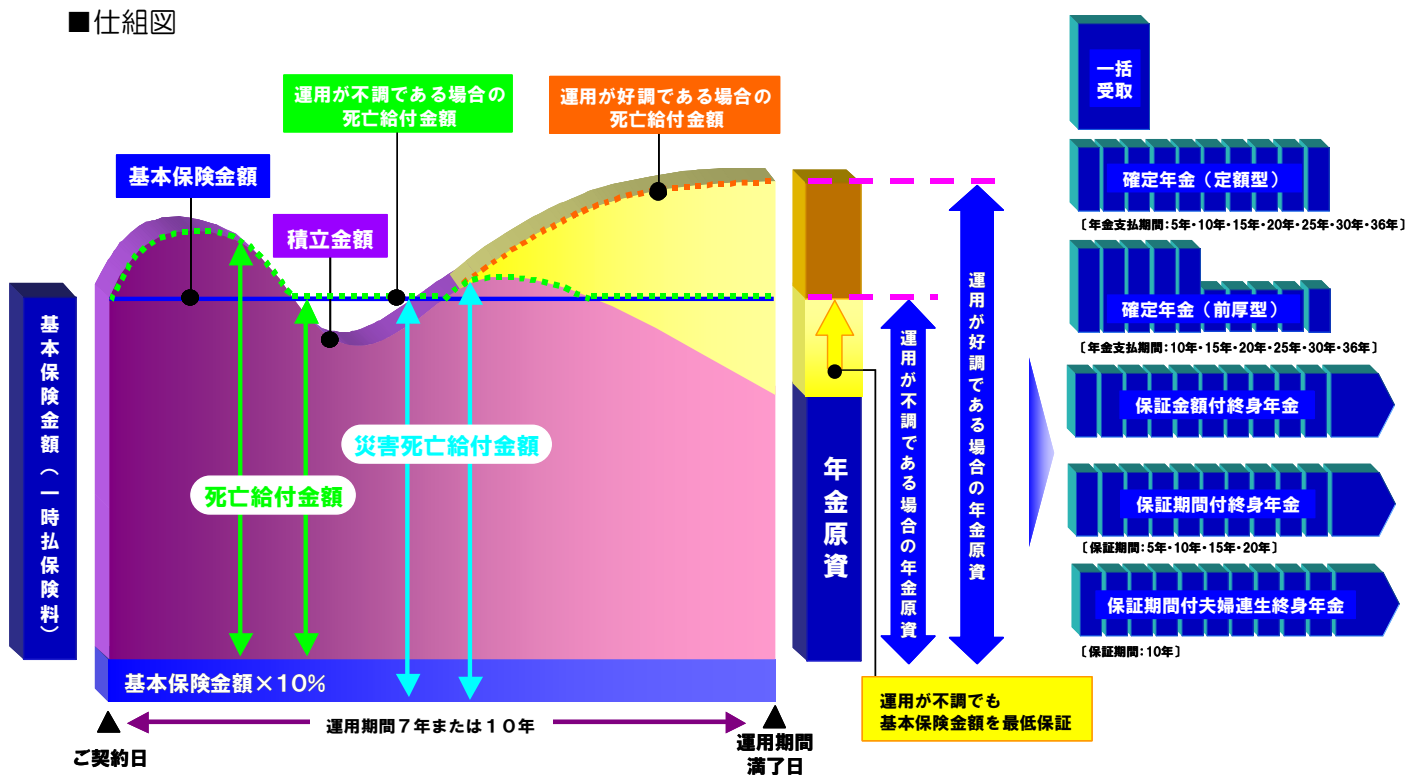 ■仕組図
運用が不調である場合の
死亡給付金額
運用が好調である場合の
死亡給付金額
基本保険金額
積立金額
基本保険金額（一時払保険料）
災害死亡給付金額
死亡給付金額
基本保険金額×10%
運用期間７年または１０年
ご契約日
運用期間
満了日
年金原資
運用が不調である場合の年金原資
運用が好調である場合の年金原資
運用が不調でも
基本保険金額を最低保証
一括
受取
確定年金（定額型）
〔年金支払期間:5年・10年・15年・20年・25年・30年・36年〕
確定年金（前厚型）
〔年金支払期間:10年・15年・20年・25年・30年・36年〕
保証金額付終身年金
保証期間付終身年金
〔保証期間:5年・10年・15年・20年〕
保証期間付夫婦連生終身年金
〔保証期間:10年〕